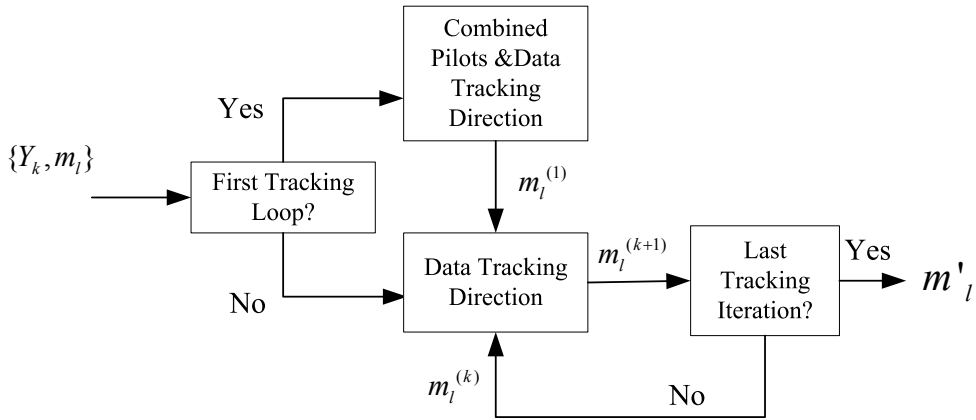 Combined
Pilots &Data
Tracking
Direction
Yes
{Y_k, m_l}
First Tracking
Loop?
m_l^(1)
No
Data Tracking
Direction
m_l^(k+1)
Last
Tracking
Iteration?
Yes
m'_l
m_l^(k)
No